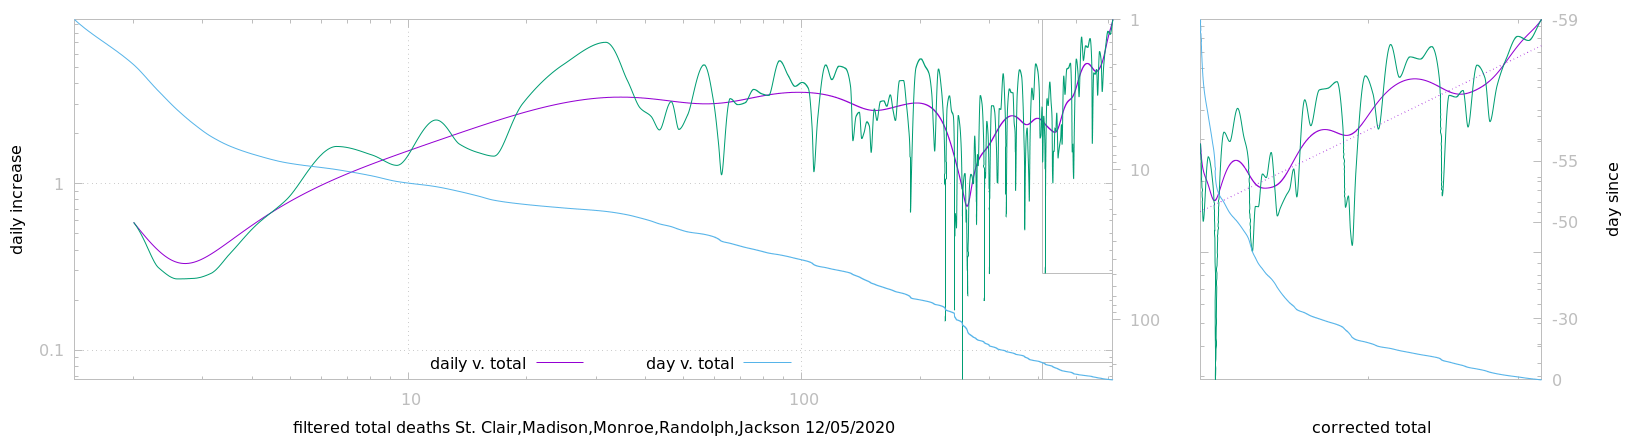 daily increase
1
0.1
10
100
daily v. total
day v. total
1
10
100
filtered total deaths St. Clair,Madison,Monroe,Randolph,Jackson 12/05/2020
-59
-55
-50
-30
0
day since
corrected total